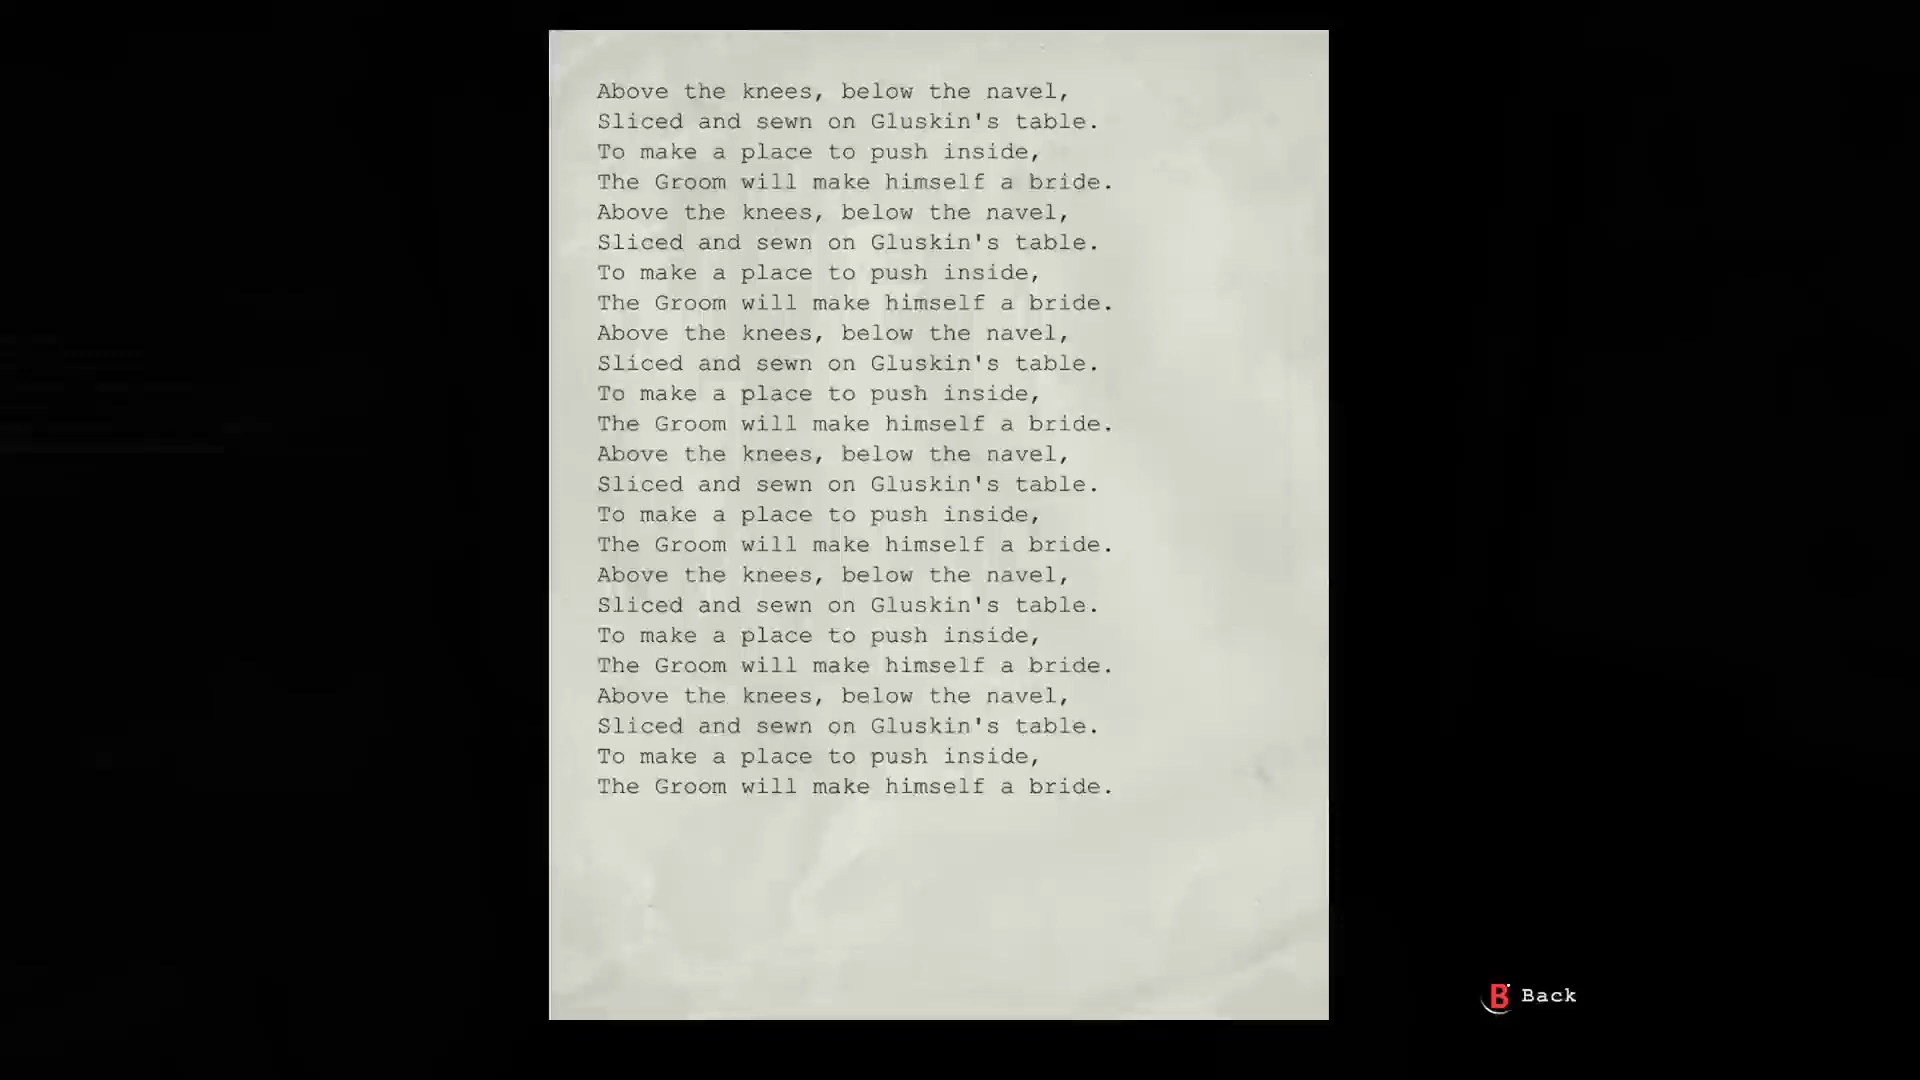 Above the knees, below the navel,
Sliced and sewn on Gluskin's table.
To make a place to push inside,
The Groom will make himself a bride.
Above the knees, below the navel,
Sliced and sewn on Gluskin's table.
To make a place to push inside,
The Groom will make himself a bride.
Above the knees, below the navel,
Sliced and sewn on Gluskin's table.
To make a place to push inside,
The Groom will make himself a bride.
Above the knees, below the navel,
Sliced and sewn on Gluskin's table.
To make a place to push inside,
The Groom will make himself a bride.
Above the knees, below the navel,
Sliced and sewn on Gluskin's table.
To make a place to push inside,
The Groom will make himself a bride.
Above the knees, below the navel,
Sliced and sewn on Gluskin's table.
To make a place to push inside,
The Groom will make himself a bride.
B Back